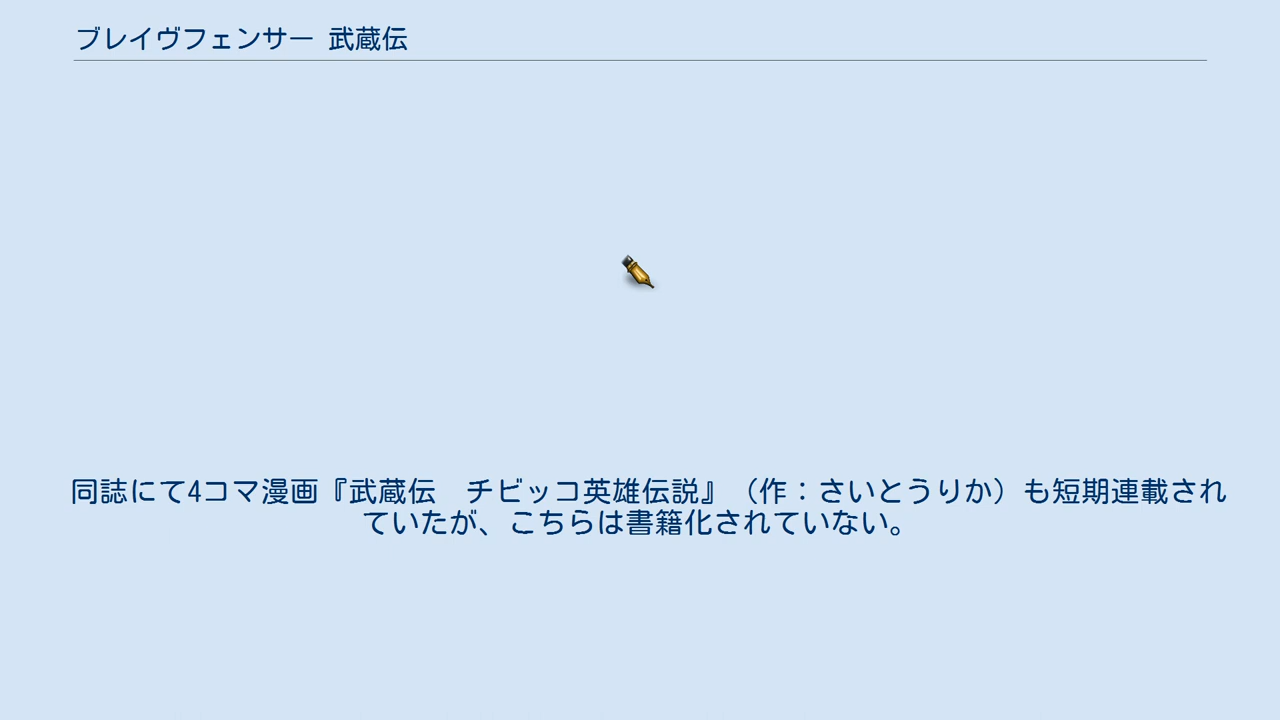 ブレイヴフェンサー 武蔵伝
同誌にて4コマ漫画『武蔵伝　チビッコ英雄伝説』（作：さいとうりか）も短期連載され
ていたが、こちらは書籍化されていない。